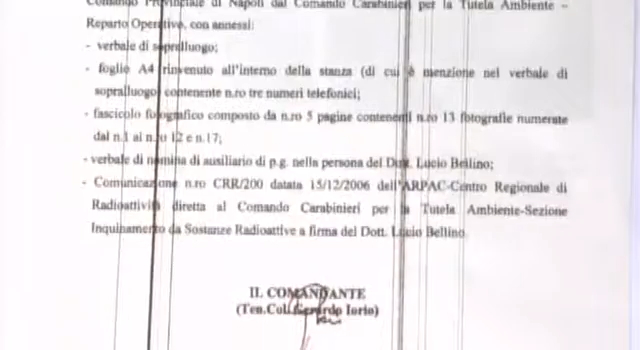 Comando Provinciale di Napoli dal Comando Carabinieri per la Tutela Ambiente –
Reparto Operativo, con annessi:
- verbale di sopralluogo;
- foglio A4 rinvenuto all'interno della stanza (di cui è menzione nel verbale di
sopralluogo) contenente n.ro tre numeri telefonici;
- fascicolo fotografico composto da n.ro 5 pagine contenenti n.ro 13 fotografie numerate
dal n.1 al n.ro 12 e n.17;
- verbale di nomina di ausiliario di p.g. nella persona del Dott. Lucio Bellino;
- Comunicazione n.ro CRR/200 datata 15/12/2006 dell'ARPAC-Centro Regionale di
Radioattività diretta al Comando Carabinieri per la Tutela Ambiente-Sezione
Inquinamento da Sostanze Radioattive a firma del Dott. Lucio Bellino.
IL COMANDANTE
(Ten.Col. Gerardo Iorio)